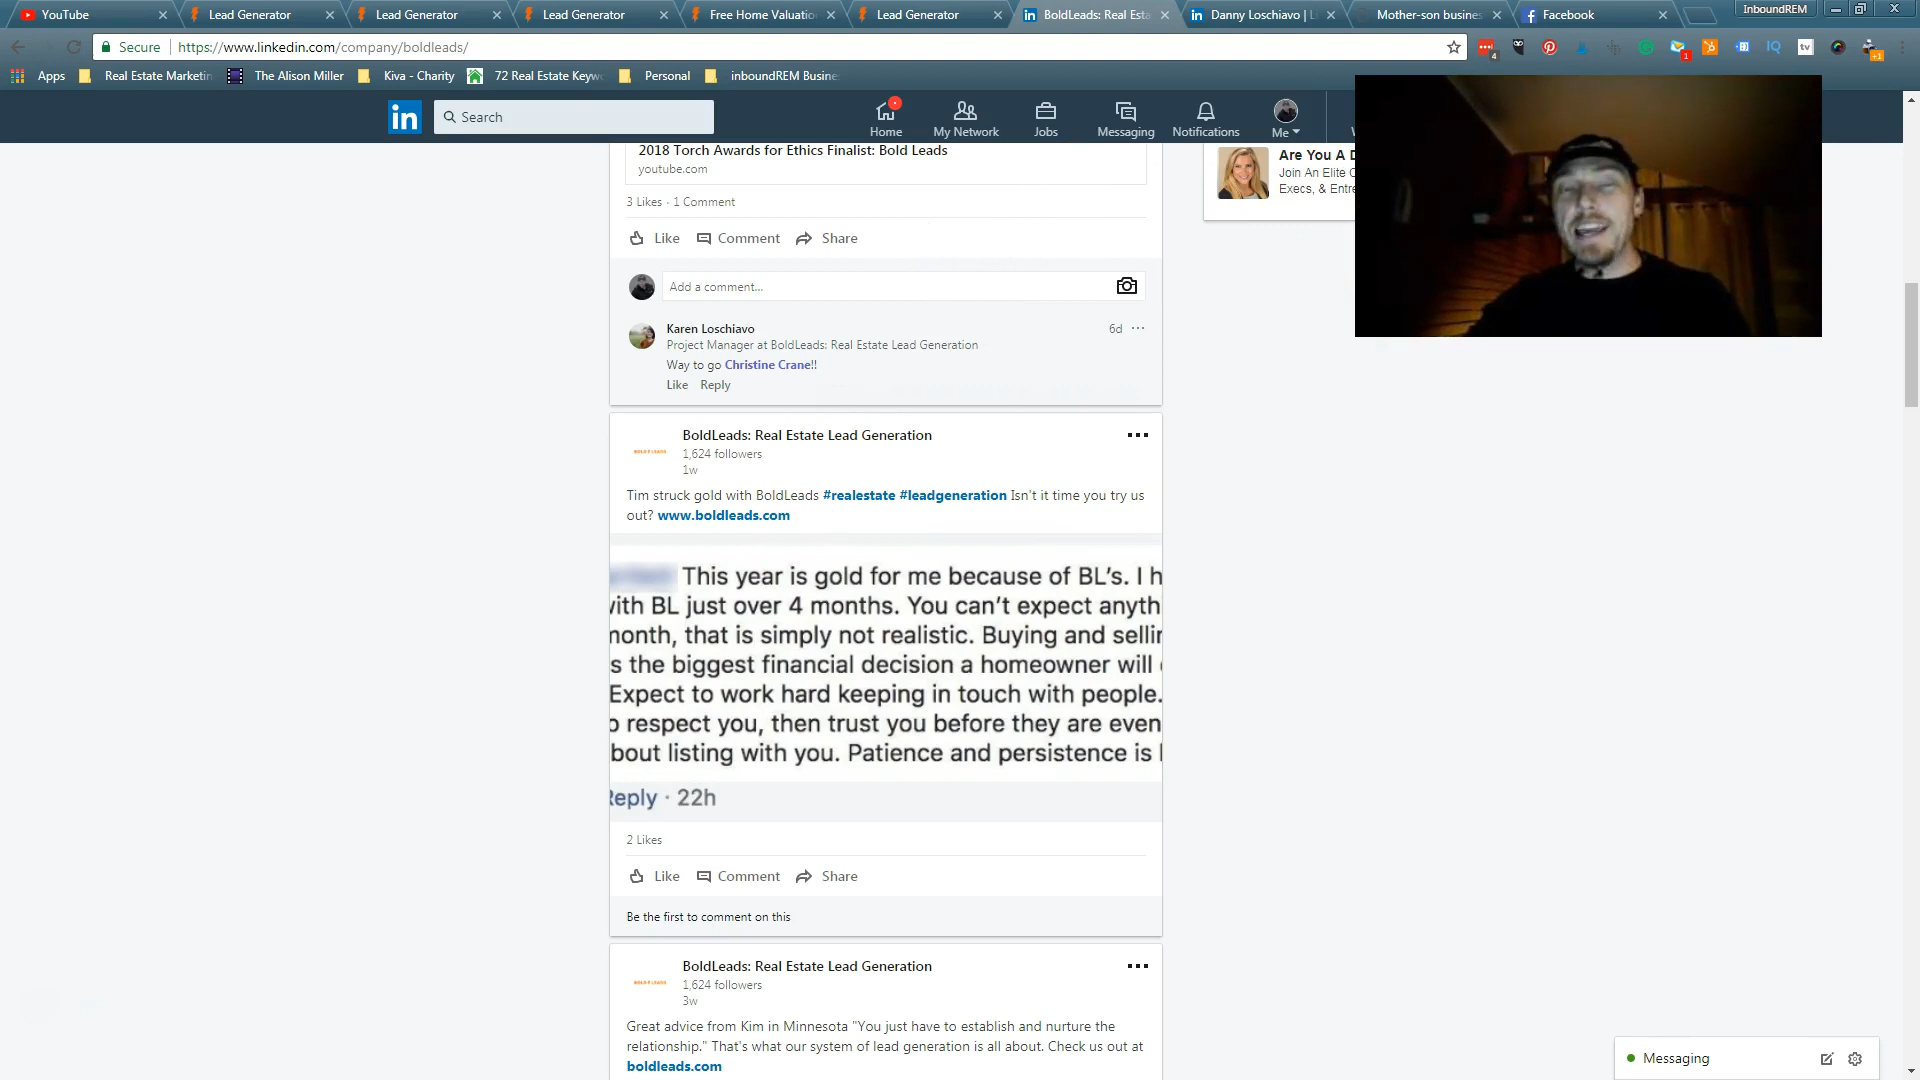 YouTube
Lead Generator
Lead Generator
Lead Generator
Free Home Valuatio
Lead Generator
BoldLeads: Real Esta
Danny Loschiavo |
Mother-son busines
Facebook
InboundREM
Secure
https://www.linkedin.com/company/boldleads/
Apps
Real Estate Marketin
The Alison Miller
Kiva - Charity
72 Real Estate Keyw
Personal
inboundREM Busine
in
Search
Home
My Network
Jobs
Messaging
Notifications
Me
2018 Torch Awards for Ethics Finalist: Bold Leads
youtube.com
3 Likes · 1 Comment
Like
Comment
Share
Add a comment...
Karen Loschiavo
6d
Project Manager at BoldLeads: Real Estate Lead Generation
Way to go Christine Crane!!
Like Reply
Are You A D
Join An Elite C
Execs, & Entre
BoldLeads: Real Estate Lead Generation
1,624 followers
1w
Tim struck gold with BoldLeads #realestate #leadgeneration Isn't it time you try us
out? www.boldleads.com
This year is gold for me because of BL's. I h
with BL just over 4 months. You can't expect anyth
month, that is simply not realistic. Buying and sellin
s the biggest financial decision a homeowner will
Expect to work hard keeping in touch with people.
o respect you, then trust you before they are even
bout listing with you. Patience and persistence is
Reply · 22h
2 Likes
Like
Comment
Share
Be the first to comment on this
BoldLeads: Real Estate Lead Generation
1,624 followers
3w
Great advice from Kim in Minnesota "You just have to establish and nurture the
relationship." That's what our system of lead generation is all about. Check us out at
boldleads.com
Messaging